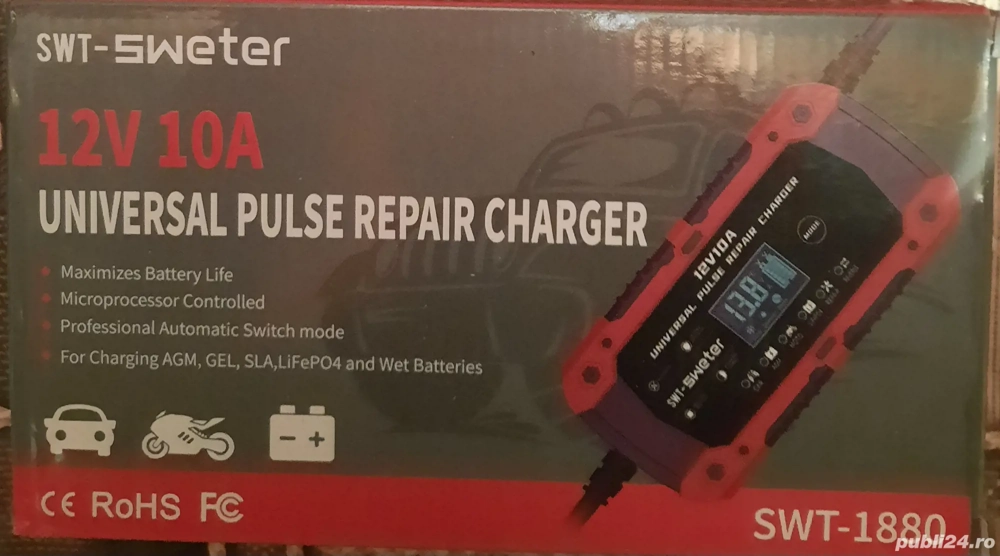 SWT-sweter
12V 10A
UNIVERSAL PULSE REPAIR CHARGER
Maximizes Battery Life
Microprocessor Controlled
Professional Automatic Switch mode
For Charging AGM, GEL, SLA,LiFePO4 and Wet Batteries
CE RoHS FC
12V10A
UNIVERSAL PULSE REPAIR CHARGER
MODE
13.8
SWT-sweter
SWT-1880
publi24.ro